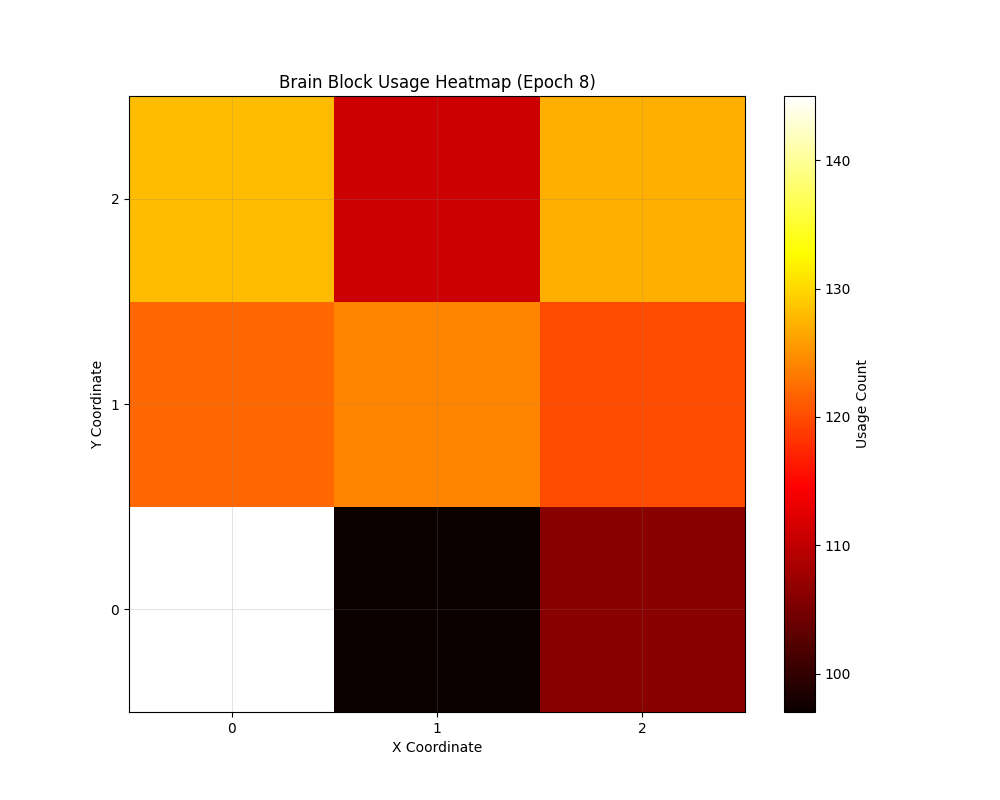 Brain Block Usage Heatmap (Epoch 8)
2
1
0
Y Coordinate
0 1 2
X Coordinate
140
130
120
110
100
Usage Count